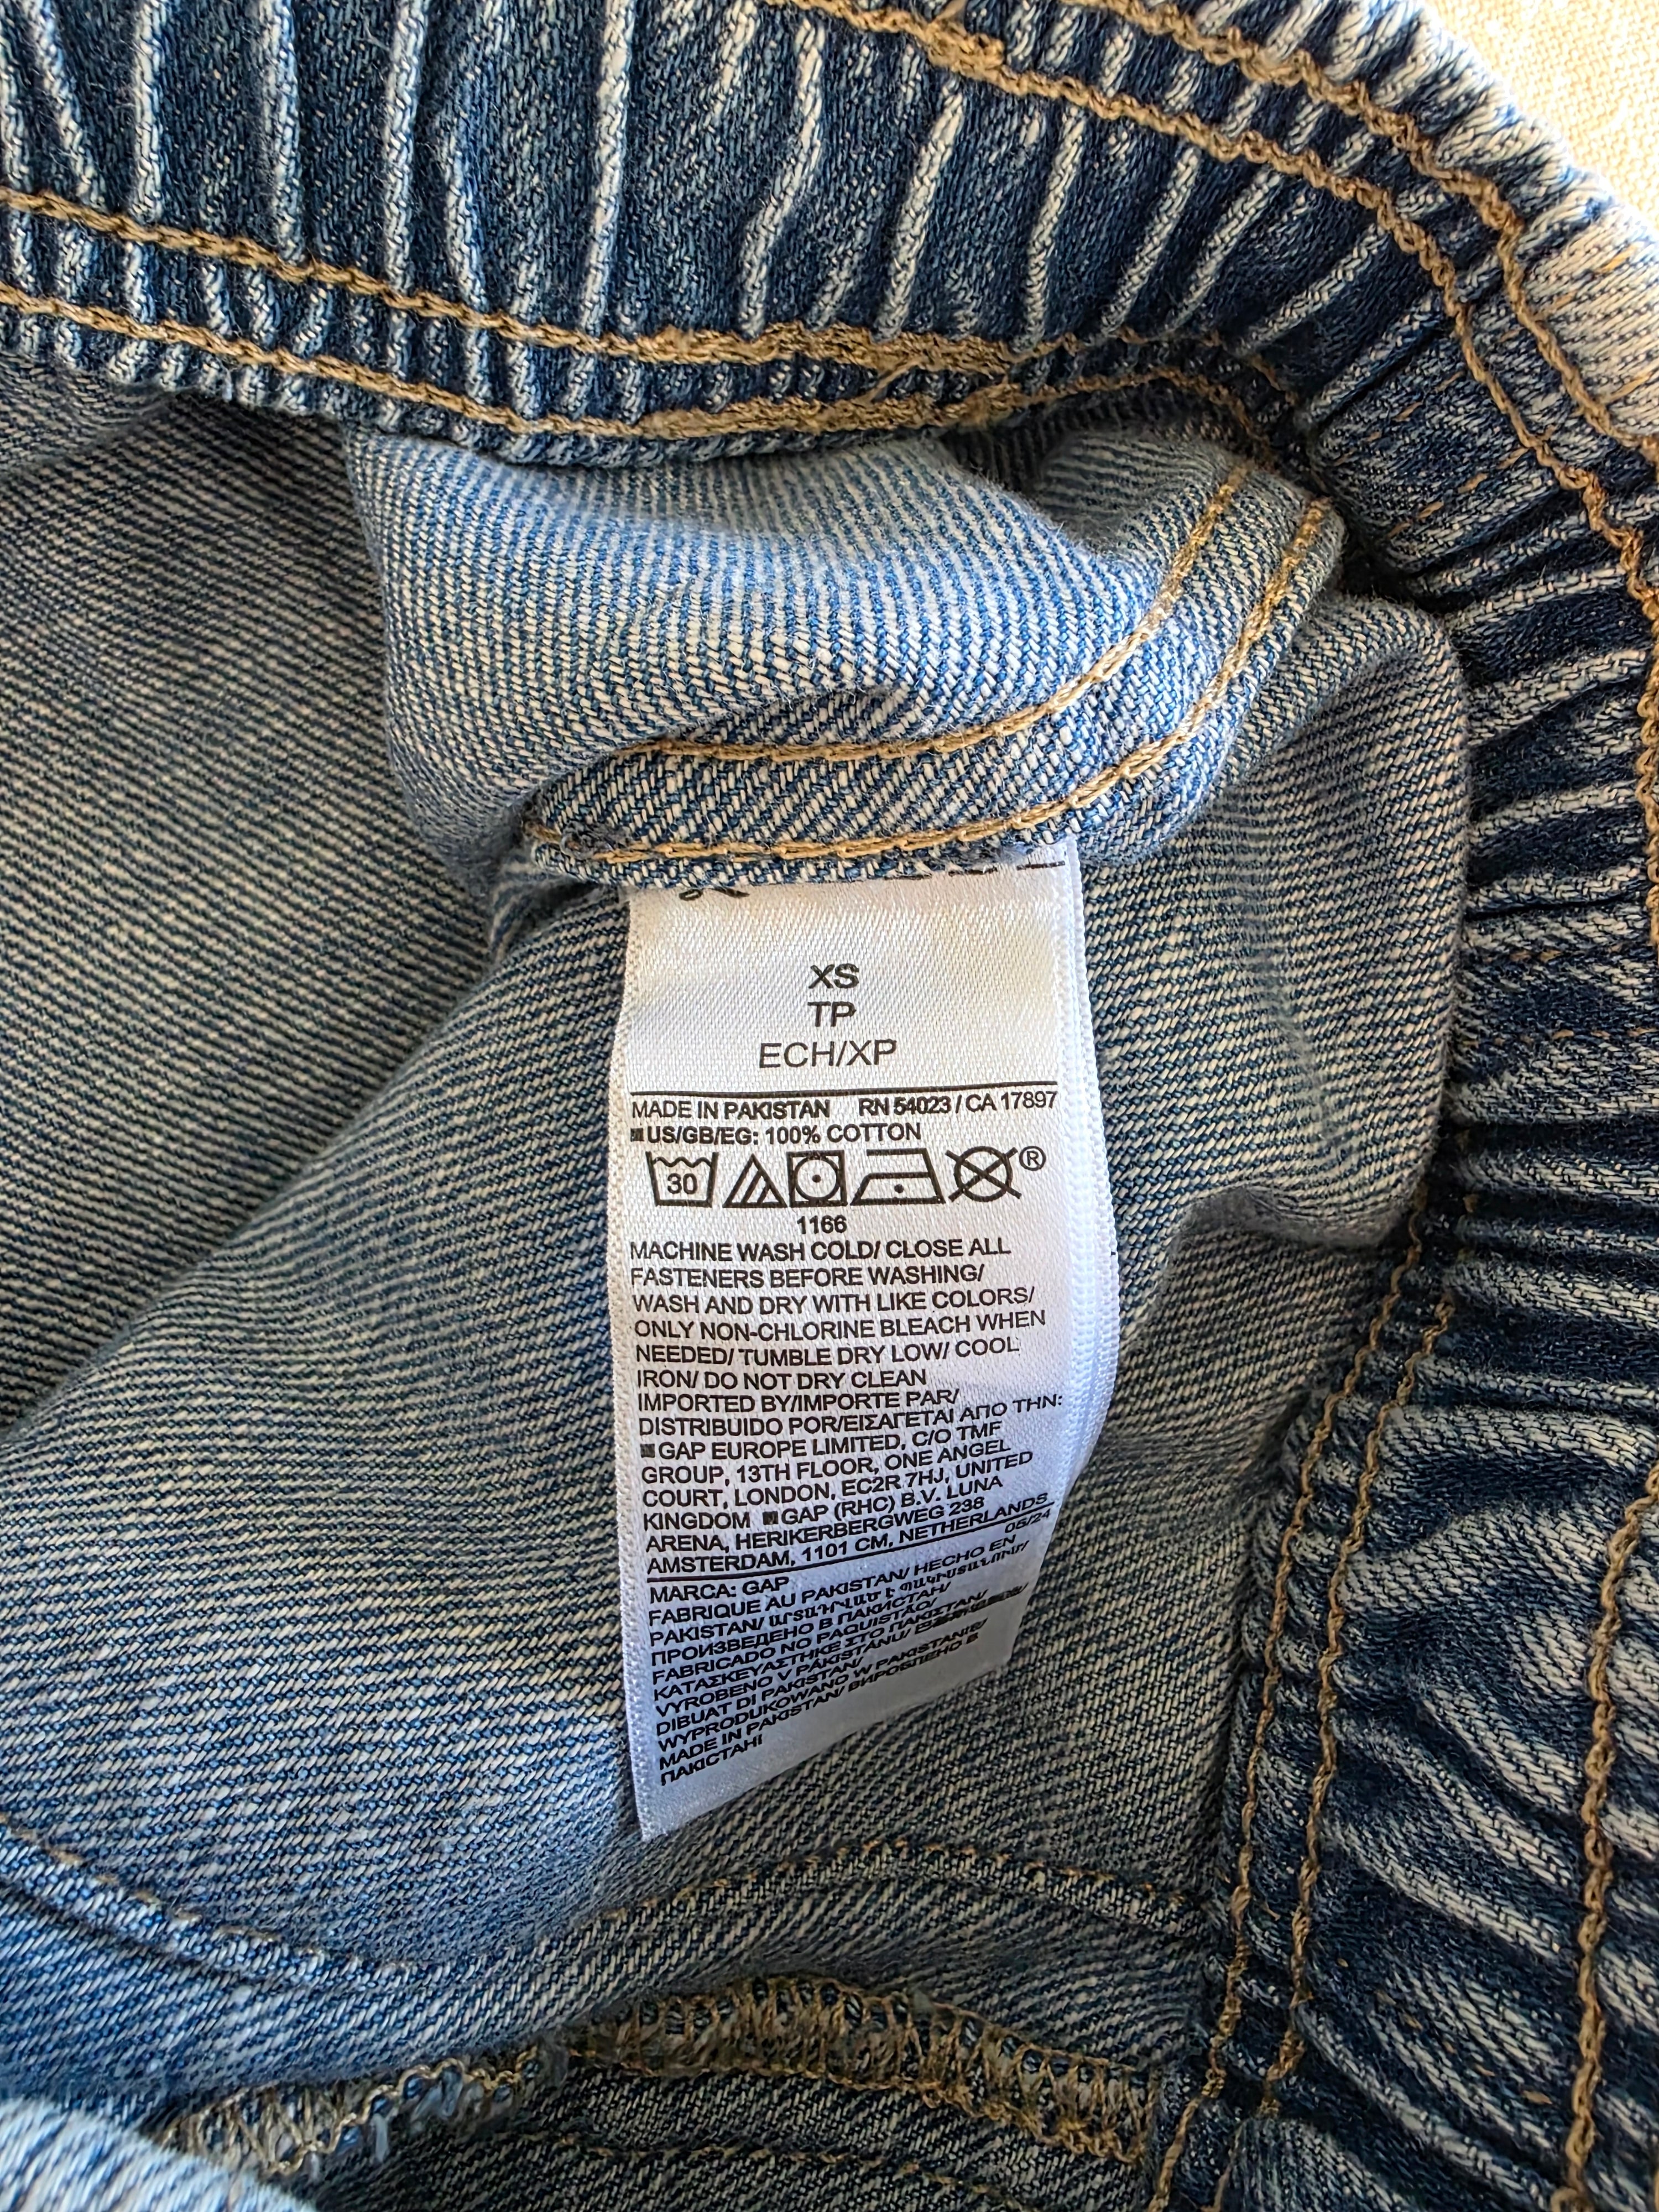 XS
TP
ECH/XP
MADE IN PAKISTAN RN 54023 / CA 17897
US/GB/EG: 100% COTTON
30 ®
1166
MACHINE WASH COLD/ CLOSE ALL
FASTENERS BEFORE WASHING/
WASH AND DRY WITH LIKE COLORS/
ONLY NON-CHLORINE BLEACH WHEN
NEEDED/ TUMBLE DRY LOW/ COOL
IRON/ DO NOT DRY CLEAN
IMPORTED BY/IMPORTE PAR/
DISTRIBUIDO POR/ΕΙΣΑΓΕΤΑΙ ΑΠΟ ΤΗΝ:
GAP EUROPE LIMITED, C/O TMF
GROUP, 13TH FLOOR, ONE ANGEL
COURT, LONDON, EC2R 7HJ, UNITED
KINGDOM GAP (RHC) B.V. LUNA
ARENA, HERIKERBERGWEG 238
AMSTERDAM, 1101 CM, NETHERLANDS
05/24
MARCA: GAP
FABRIQUE AU PAKISTAN/ HECHO EN
PAKISTAN/
ПРОИЗВЕДЕНО В ПАКИСТАН/
FABRICADO NO PAQUISTÃO/
ΚΑΤΑΣΚΕΥΑΣΤΗΚΕ ΣΤΟ ΠΑΚΙΣΤΑΝ/
VYROBENO V PÁKISTÁNU/
DIBUAT DI PAKISTAN/
WYPRODUKOWANO W PAKISTANIE/
MADE IN PAKISTAN/ ВИРОБЛЕНО В
ПАКИСТАНІ